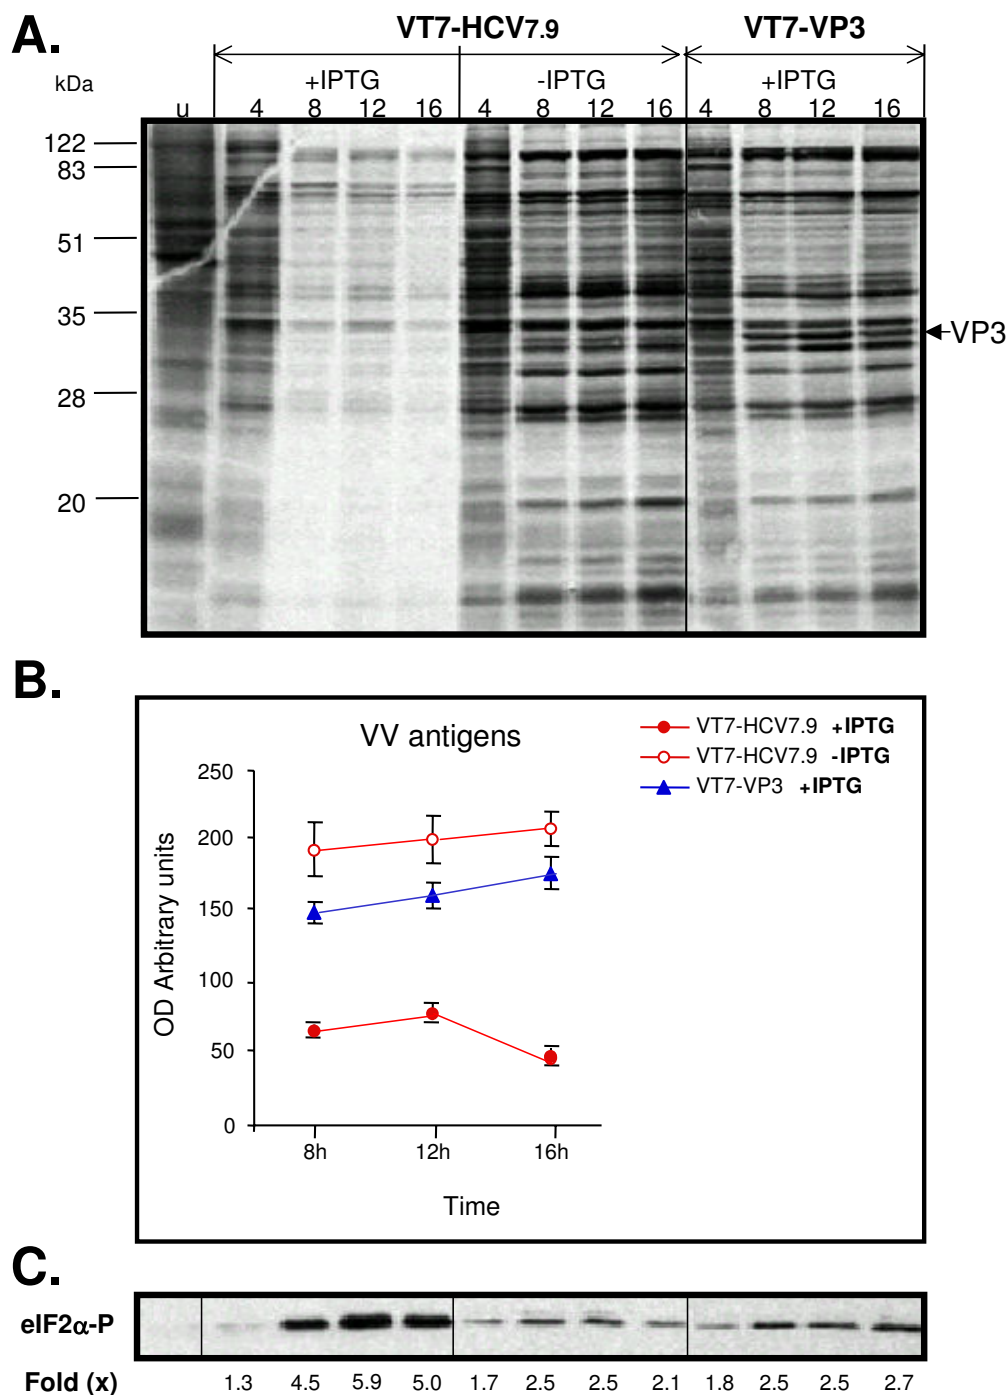 A.
VT7-HCV7.9 VT7-VP3
kDa +IPTG -IPTG +IPTG
u 4 8 12 16 4 8 12 16 4 8 12 16
122
83
51
35
VP3
28
20
B.
VV antigens
VT7-HCV7.9 +IPTG
VT7-HCV7.9 -IPTG
VT7-VP3 +IPTG
OD Arbitrary units
250
200
150
100
50
0
8h 12h 16h
Time
C.
eIF2α-P
Fold (x) 1.3 4.5 5.9 5.0 1.7 2.5 2.5 2.1 1.8 2.5 2.5 2.7